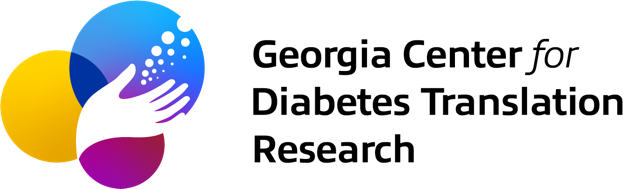 Georgia Center for
Diabetes Translation
Research